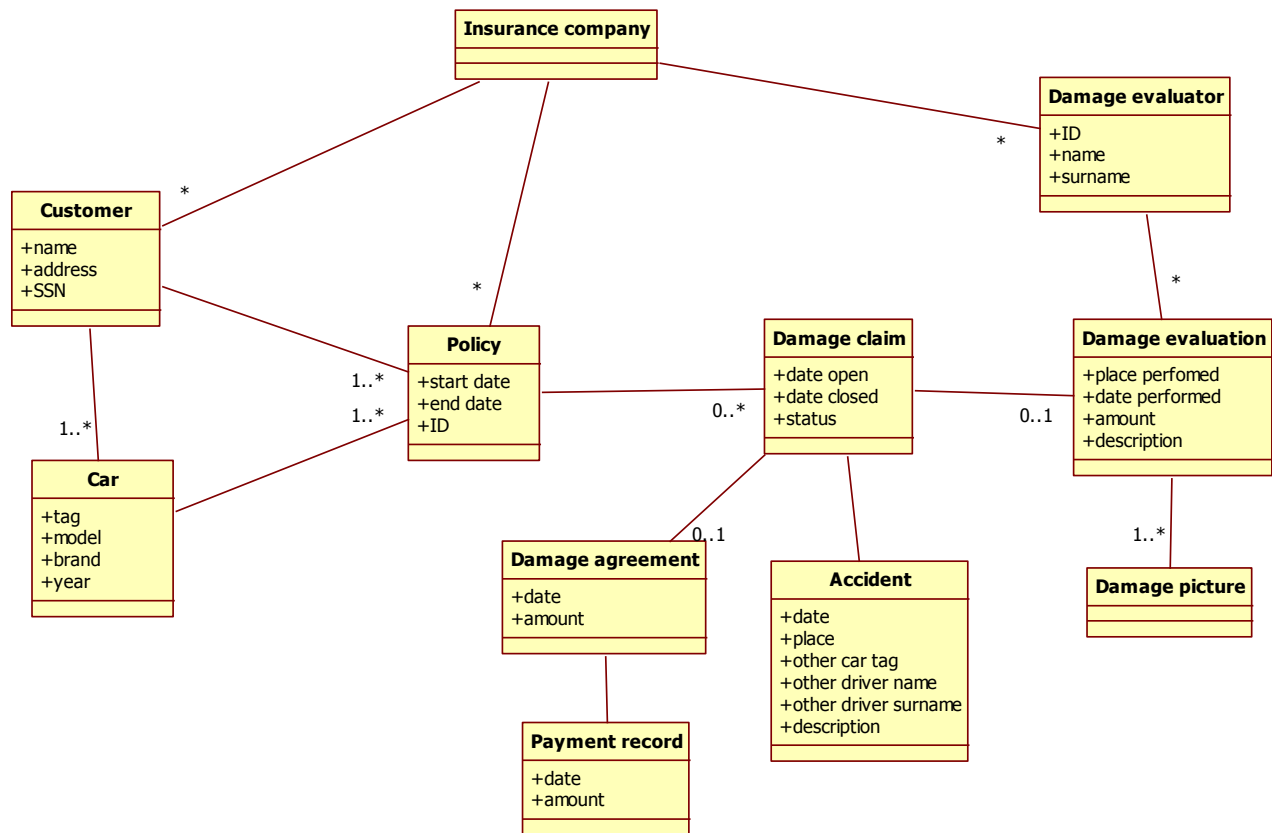 Insurance company
*
*
*
Damage evaluator
+ID
+name
+surname
Customer
+name
+address
+SSN
1..*
1..*
1..*
Policy
+start date
+end date
+ID
0..*
Damage claim
+date open
+date closed
+status
0..1
*
Damage evaluation
+place perfomed
+date performed
+amount
+description
Car
+tag
+model
+brand
+year
0..1
Damage agreement
+date
+amount
Accident
+date
+place
+other car tag
+other driver name
+other driver surname
+description
1..*
Damage picture
Payment record
+date
+amount